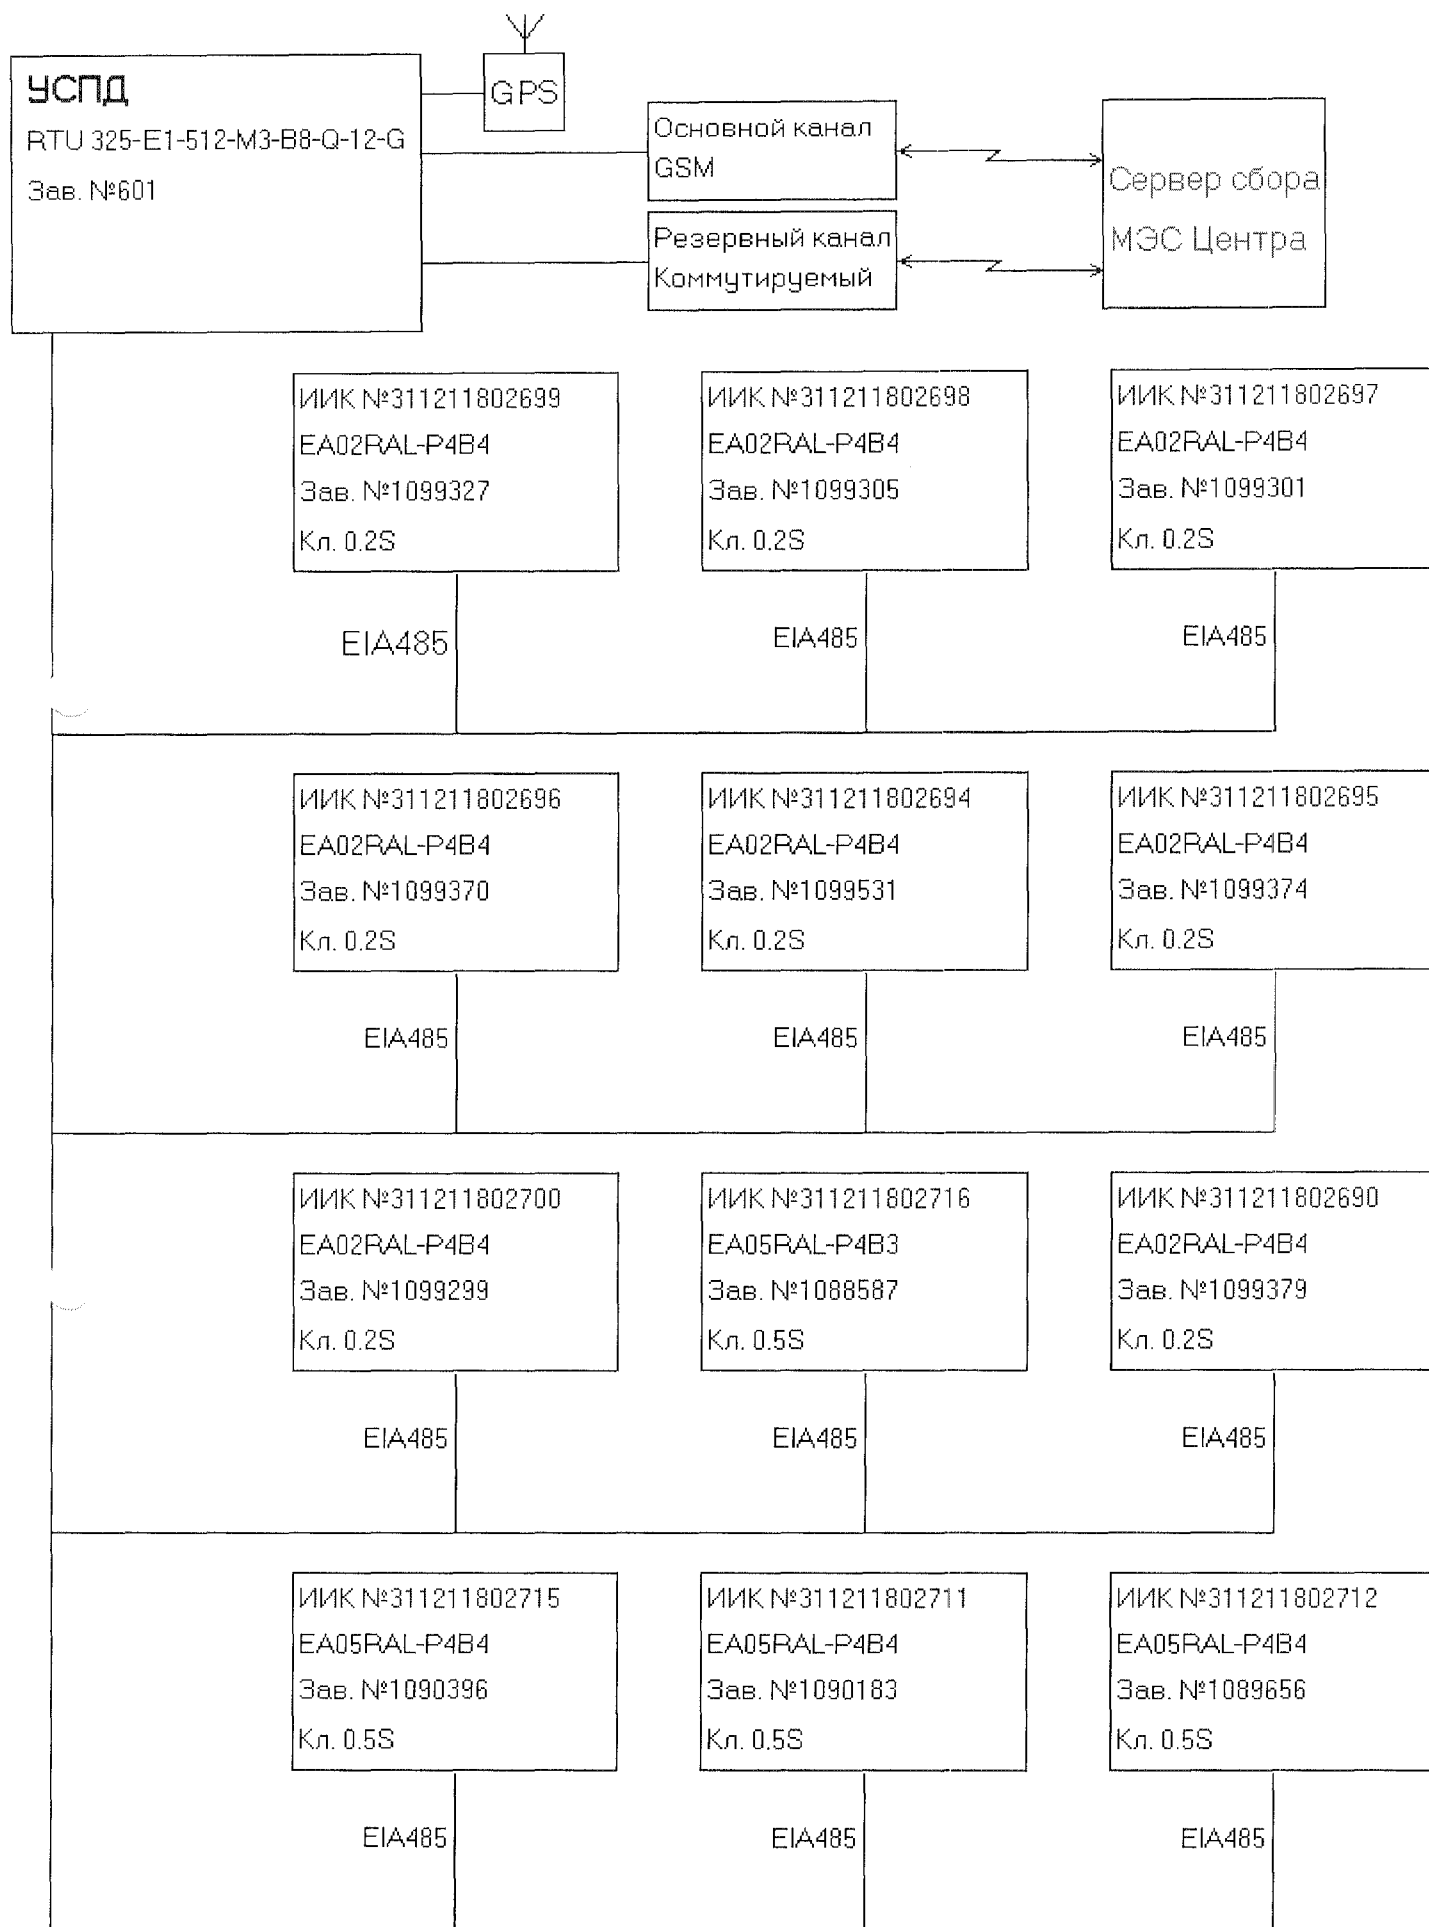 УСПД
RTU 325-E1-512-M3-B8-Q-12-G
Зав. №601
GPS
Основной канал
GSM
Резервный канал
Коммутируемый
Сервер сбора
МЭС Центра
ИИК №311211802699
EA02RAL-P4B4
Зав. №1099327
Кл. 0.2S
EIA485
ИИК №311211802698
EA02RAL-P4B4
Зав. №1099305
Кл. 0.2S
EIA485
ИИК №311211802697
EA02RAL-P4B4
Зав. №1099301
Кл. 0.2S
EIA485
ИИК №311211802696
EA02RAL-P4B4
Зав. №1099370
Кл. 0.2S
EIA485
ИИК №311211802694
EA02RAL-P4B4
Зав. №1099531
Кл. 0.2S
EIA485
ИИК №311211802695
EA02RAL-P4B4
Зав. №1099374
Кл. 0.2S
EIA485
ИИК №311211802700
EA02RAL-P4B4
Зав. №1099299
Кл. 0.2S
EIA485
ИИК №311211802716
EA05RAL-P4B3
Зав. №1088587
Кл. 0.5S
EIA485
ИИК №311211802690
EA02RAL-P4B4
Зав. №1099379
Кл. 0.2S
EIA485
ИИК №311211802715
EA05RAL-P4B4
Зав. №1090396
Кл. 0.5S
EIA485
ИИК №311211802711
EA05RAL-P4B4
Зав. №1090183
Кл. 0.5S
EIA485
ИИК №311211802712
EA05RAL-P4B4
Зав. №1089656
Кл. 0.5S
EIA485